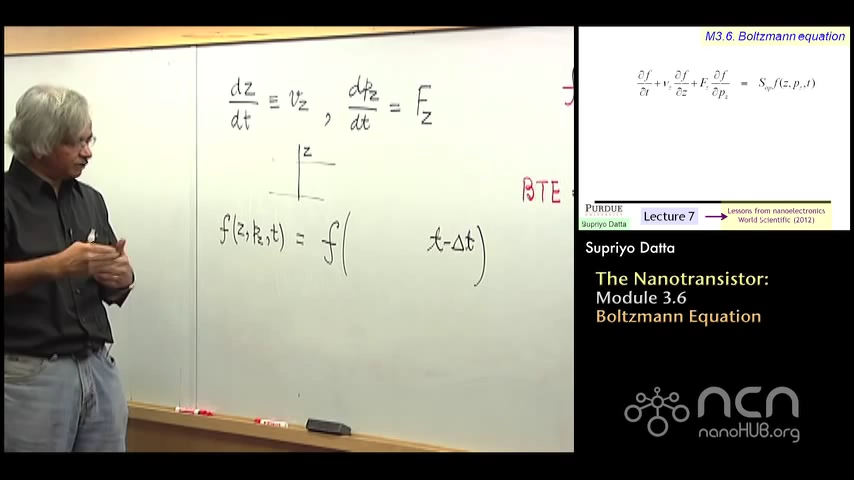 dz/dt ≡ v_z , dp_z/dt = F_z
z
f(z, p_z, t) = f( t-Δt)
BTE =
M3.6. Boltzmann equation
∂f/∂t + v_z ∂f/∂z + F_z ∂f/∂p_z = S_op f(z, p_z, t)
PURDUE
Supriyo Datta
Lecture 7
Lessons from nanoelectronics
World Scientific (2012)
Supriyo Datta
The Nanotransistor:
Module 3.6
Boltzmann Equation
ncn
nanoHUB.org